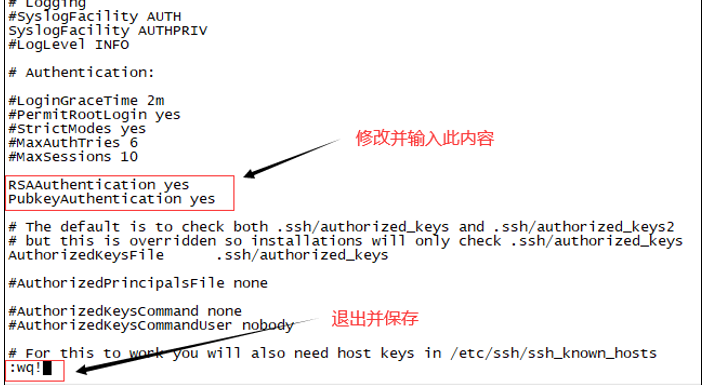 # Logging
#SyslogFacility AUTH
SyslogFacility AUTHPRIV
#LogLevel INFO
# Authentication:
#LoginGraceTime 2m
#PermitRootLogin yes
#StrictModes yes
#MaxAuthTries 6
#MaxSessions 10
修改并输入此内容
RSAAuthentication yes
PubkeyAuthentication yes
# The default is to check both .ssh/authorized_keys and .ssh/authorized_keys2
# but this is overridden so installations will only check .ssh/authorized_keys
AuthorizedKeysFile      .ssh/authorized_keys
#AuthorizedPrincipalsFile none
#AuthorizedKeysCommand none
#AuthorizedKeysCommandUser nobody
退出并保存
# For this to work you will also need host keys in /etc/ssh/ssh_known_hosts
:wq!